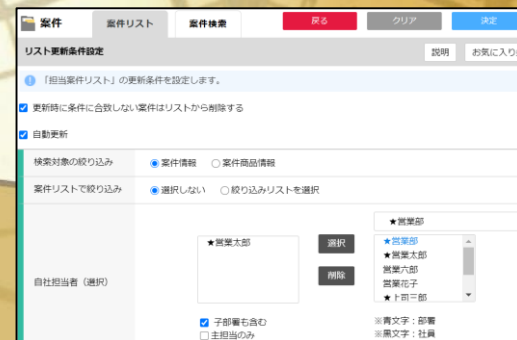 案件
案件リスト
案件検索
戻る
クリア
決定
リスト更新条件設定
説明
お気に入り
「担当案件リスト」の更新条件を設定します。
更新時に条件に合致しない案件はリストから削除する
自動更新
検索対象の絞り込み
案件情報
案件商品情報
案件リストで絞り込み
選択しない
絞り込みリストを選択
自社担当者（選択）
★営業太郎
選択
削除
★営業部
★営業部
★営業太郎
営業六郎
営業花子
★上司三郎
子部署も含む
主担当のみ
※青文字：部署
※黒文字：社員